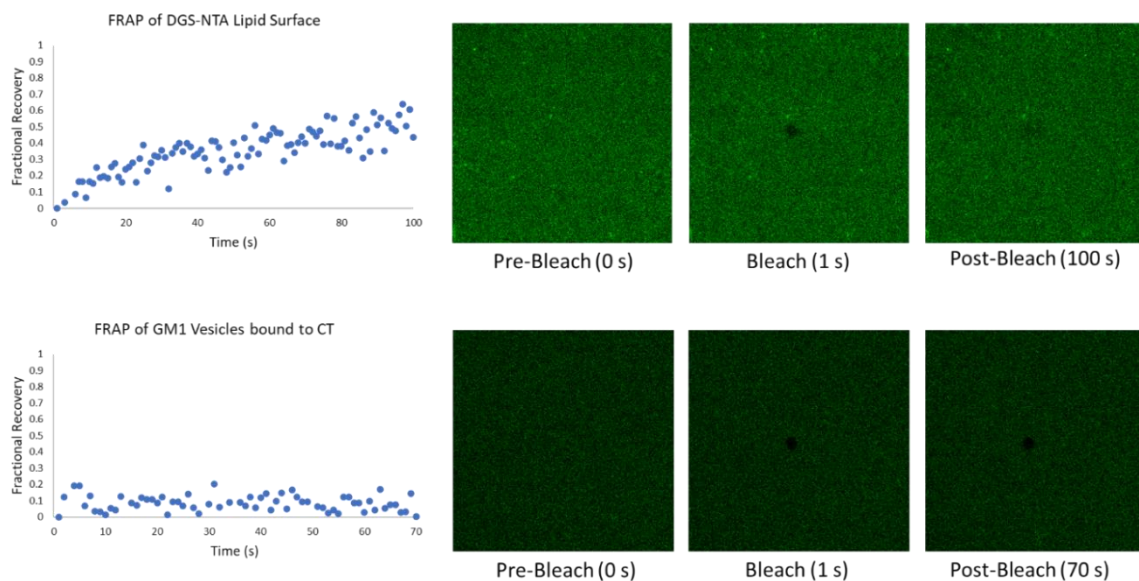 FRAP of DGS-NTA Lipid Surface
1
0.9
0.8
0.7
0.6
0.5
0.4
0.3
0.2
0.1
0
Fractional Recovery
0 20 40 60 80 100
Time (s)
Pre-Bleach (0 s) Bleach (1 s) Post-Bleach (100 s)
FRAP of GM1 Vesicles bound to CT
1
0.9
0.8
0.7
0.6
0.5
0.4
0.3
0.2
0.1
0
Fractional Recovery
0 10 20 30 40 50 60 70
Time (s)
Pre-Bleach (0 s) Bleach (1 s) Post-Bleach (70 s)